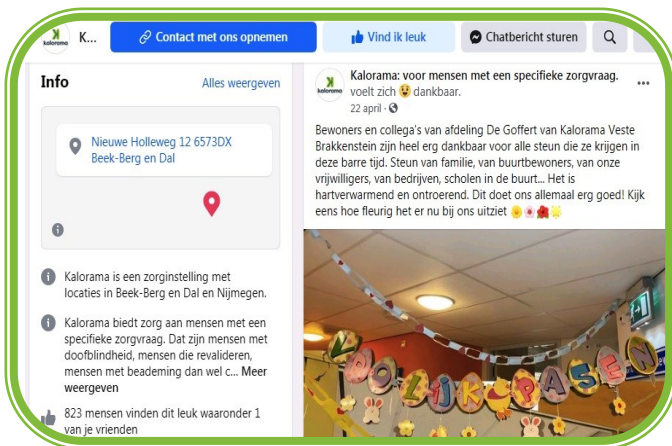 kalorama
K...
Contact met ons opnemen
Vind ik leuk
Chatbericht sturen
Info
Alles weergeven
Nieuwe Holleweg 12 6573DX
Beek-Berg en Dal
Kalorama is een zorginstelling met
locaties in Beek-Berg en Dal en Nijmegen.
Kalorama biedt zorg aan mensen met een
specifieke zorgvraag. Dat zijn mensen met
doofblindheid, mensen die revalideren,
mensen met beademing dan wel c... Meer
weergeven
823 mensen vinden dit leuk waaronder 1
van je vrienden
kalorama
Kalorama: voor mensen met een specifieke zorgvraag.
voelt zich 😲 dankbaar.
22 april ·
Bewoners en collega's van afdeling De Goffert van Kalorama Veste
Brakkenstein zijn heel erg dankbaar voor alle steun die ze krijgen in
deze barre tijd. Steun van familie, van buurtbewoners, van onze
vrijwilligers, van bedrijven, scholen in de buurt... Het is
hartverwarmend en ontroerend. Dit doet ons allemaal erg goed! Kijk
eens hoe fleurig het er nu bij ons uitziet 🌼🌸🌺🌟
VROLIJK PASEN